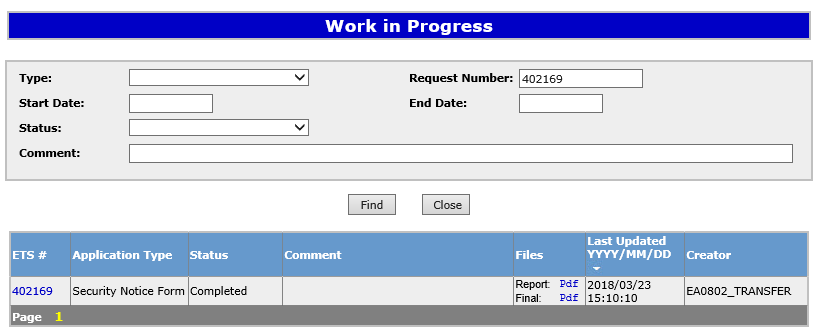 Work in Progress
Type: Request Number: 402169
Start Date: End Date:
Status:
Comment:
Find Close
ETS # Application Type Status Comment Files Last Updated YYYY/MM/DD Creator
402169 Security Notice Form Completed Report: Pdf Final: Pdf 2018/03/23 15:10:10 EA0802_TRANSFER
Page 1